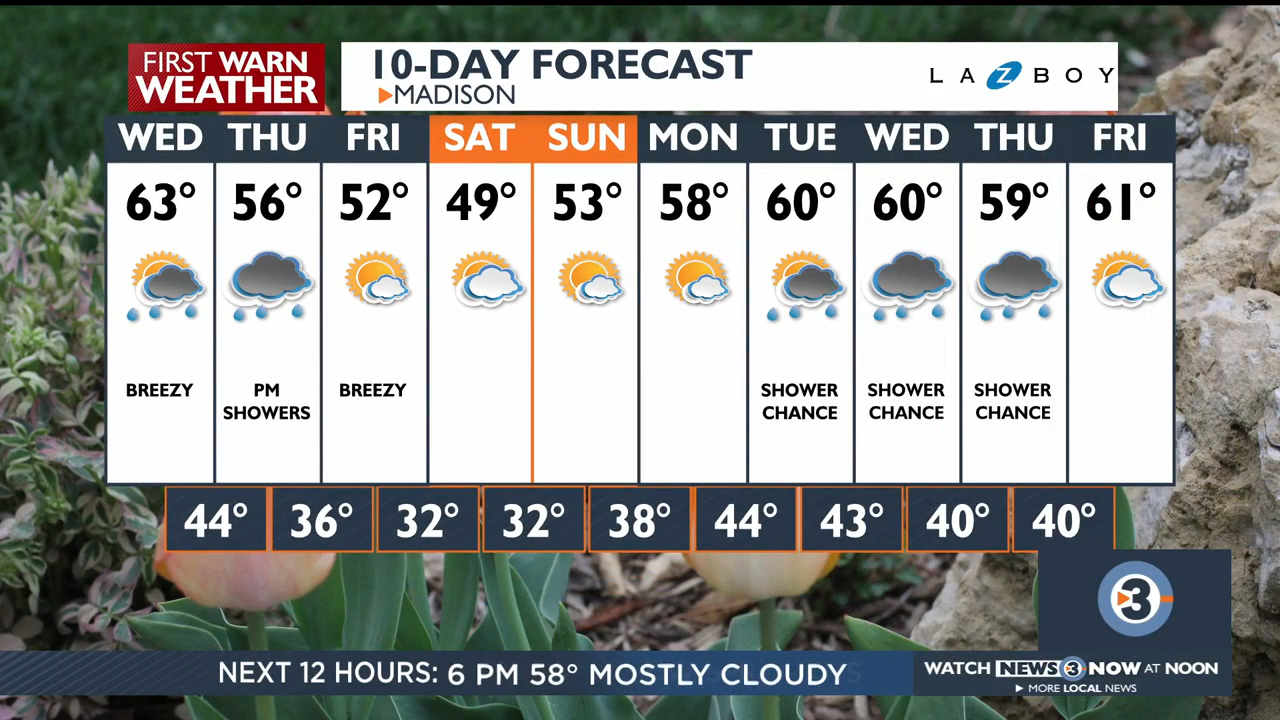 FIRST WARN
WEATHER
10-DAY FORECAST
MADISON
LA Z BOY
WED THU FRI SAT SUN MON TUE WED THU FRI
63° 56° 52° 49° 53° 58° 60° 60° 59° 61°
BREEZY PM BREEZY SHOWER SHOWER SHOWER
SHOWERS CHANCE CHANCE CHANCE
44° 36° 32° 32° 38° 44° 43° 40° 40°
3
NEXT 12 HOURS: 6 PM 58° MOSTLY CLOUDY
WATCH NEWS 3 NOW AT NOON
MORE LOCAL NEWS